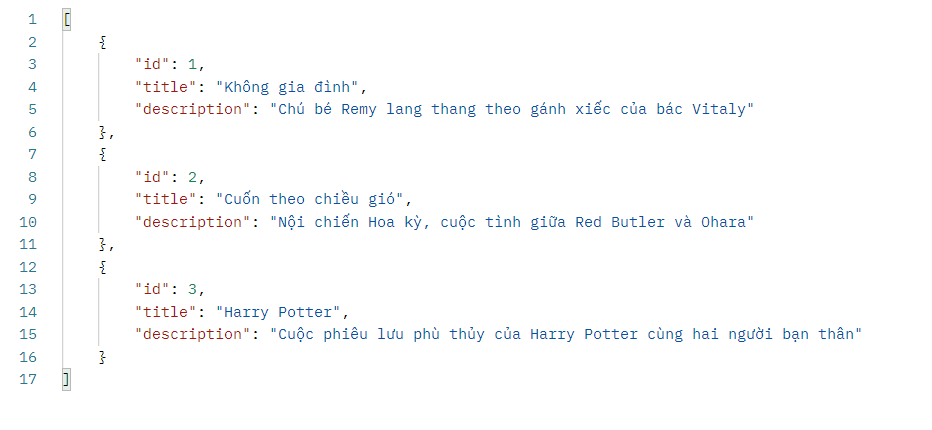 1 [
2 {
3 "id": 1,
4 "title": "Không gia đình",
5 "description": "Chú bé Remy lang thang theo gánh xiếc của bác Vitaly"
6 },
7 {
8 "id": 2,
9 "title": "Cuốn theo chiều gió",
10 "description": "Nội chiến Hoa kỳ, cuộc tình giữa Red Butler và Ohara"
11 },
12 {
13 "id": 3,
14 "title": "Harry Potter",
15 "description": "Cuộc phiêu lưu phù thủy của Harry Potter cùng hai người bạn thân"
16 }
17 ]